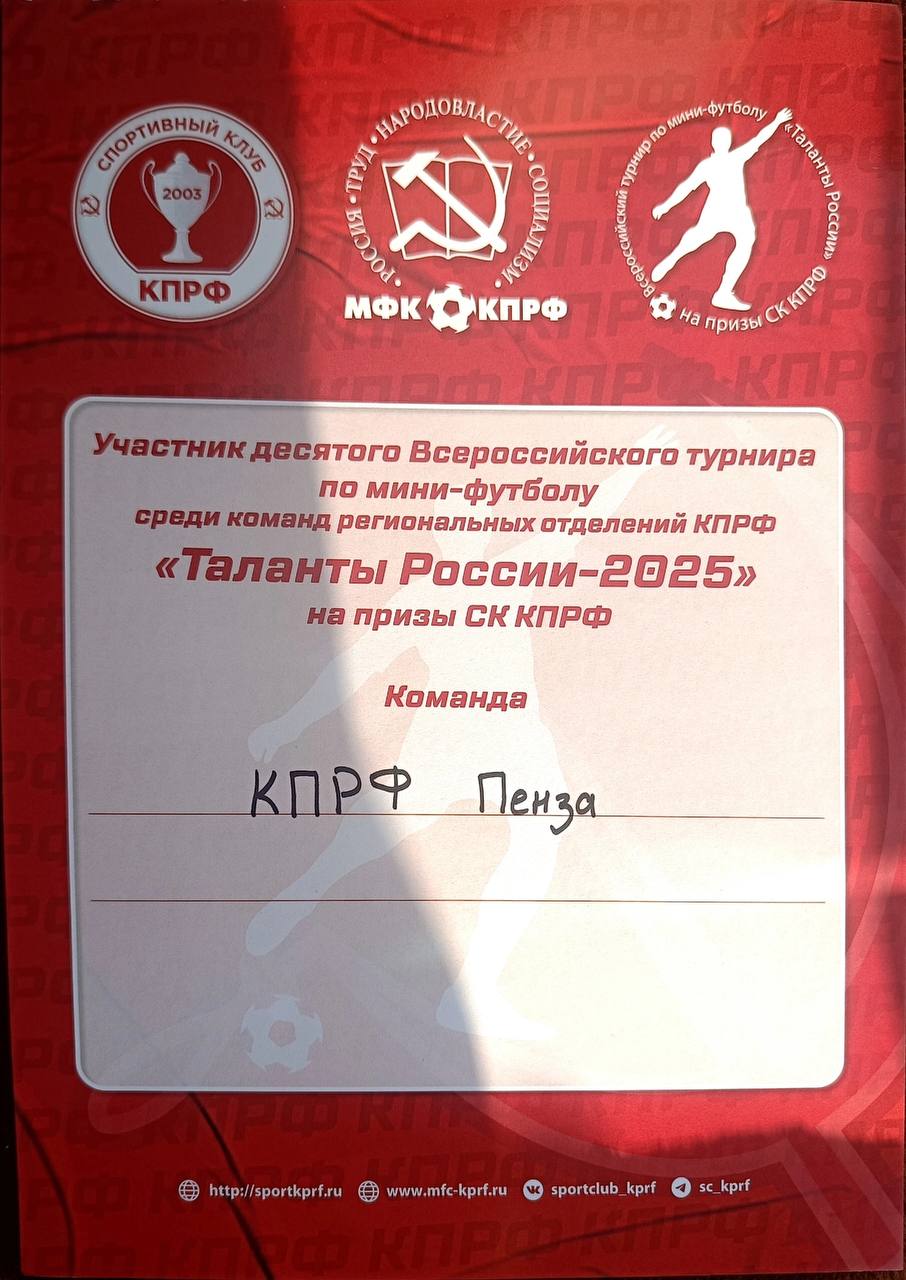 СПОРТИВНЫЙ КЛУБ
2003
КПРФ
РОССИЯ • ТРУД • НАРОДОВЛАСТИЕ • СОЦИАЛИЗМ •
МФК КПРФ
Всероссийский турнир по мини-футболу «Таланты России»
на призы СК КПРФ
Участник десятого Всероссийского турнира
по мини-футболу
среди команд региональных отделений КПРФ
«Таланты России-2025»
на призы СК КПРФ
Команда
КПРФ Пенза
http://sportkprf.ru www.mfc-kprf.ru sportclub_kprf sc_kprf